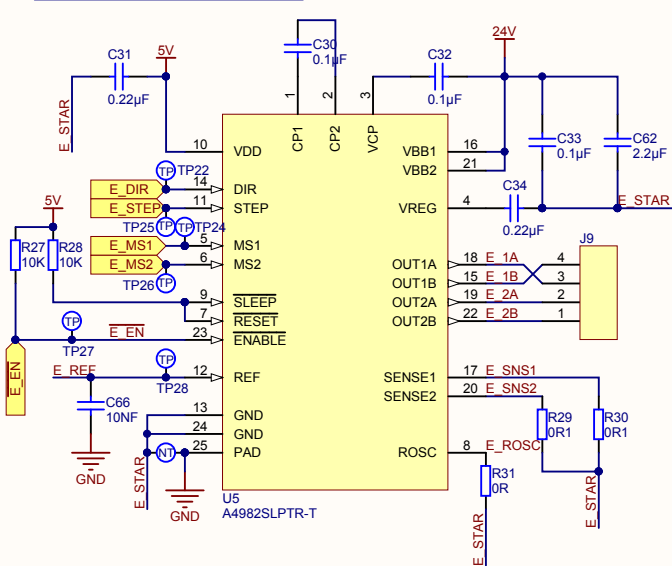 C31
5V
0.22µF
E_STAR
C30
0.1µF
24V
C32
0.1µF
C33
0.1µF
C62
2.2µF
C34
0.22µF
E_STAR
1
2
3
CP1
CP2
VCP
10
VDD
TP
TP22
E_DIR
14
DIR
E_STEP
11
STEP
TP25
TP
TP
TP24
E_MS1
5
MS1
E_MS2
6
MS2
TP26
TP
5V
R27
10K
R28
10K
9
SLEEP
7
RESET
TP
TP27
E_EN
23
ENABLE
E_EN
E_REF
TP
TP28
12
REF
C66
10NF
GND
13
GND
24
GND
NT
25
PAD
E_STAR
GND
VBB1
16
VBB2
21
VREG
4
J9
OUT1A
18
E_1A
4
OUT1B
15
E_1B
3
OUT2A
19
E_2A
2
OUT2B
22
E_2B
1
SENSE1
17
E_SNS1
SENSE2
20
E_SNS2
R29
0R1
R30
0R1
ROSC
8
E_ROSC
R31
0R
E_STAR
E_STAR
U5
A4982SLPTR-T